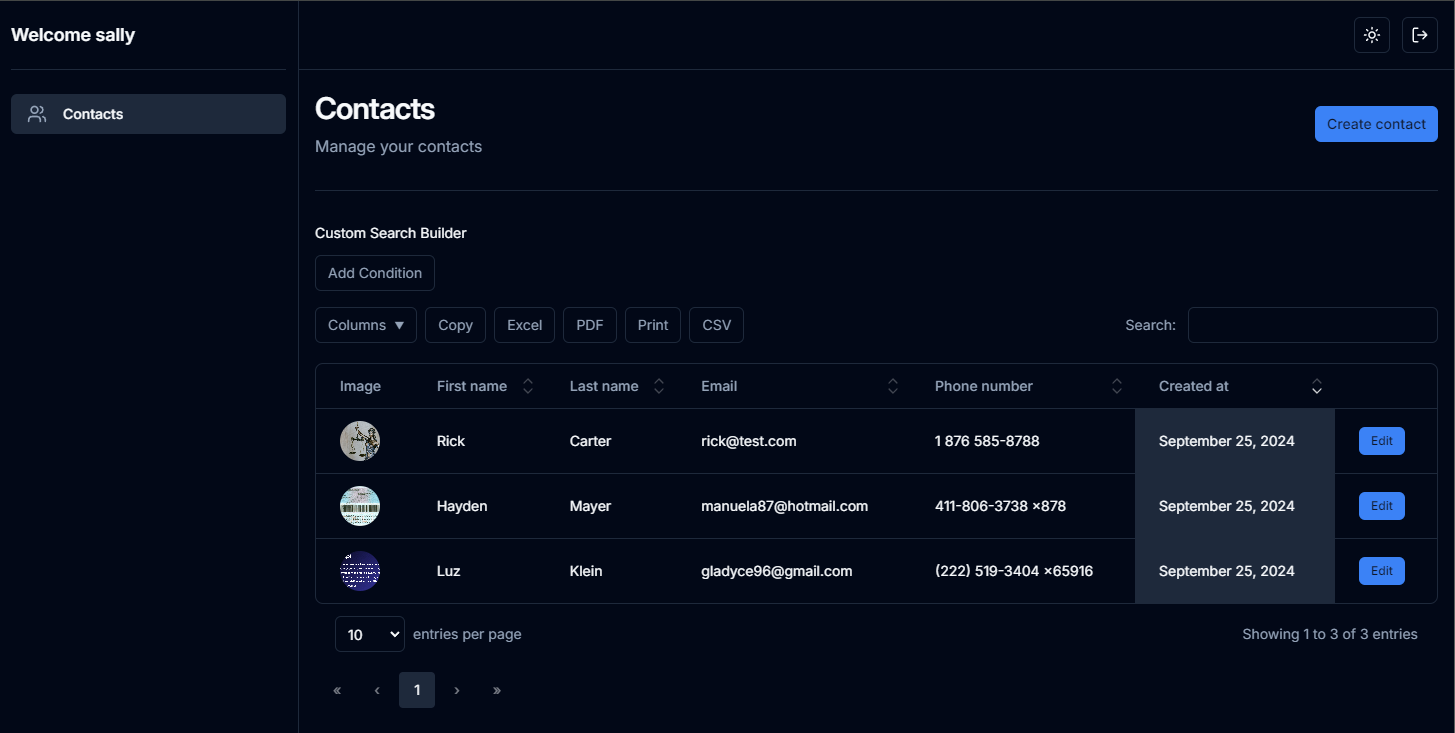 Welcome sally
Contacts
Contacts
Manage your contacts
Create contact
Custom Search Builder
Add Condition
Columns ▼ Copy Excel PDF Print CSV Search:
Image First name Last name Email Phone number Created at
Rick Carter rick@test.com 1 876 585-8788 September 25, 2024 Edit
Hayden Mayer manuela87@hotmail.com 411-806-3738 ×878 September 25, 2024 Edit
Luz Klein gladyce96@gmail.com (222) 519-3404 ×65916 September 25, 2024 Edit
10 entries per page Showing 1 to 3 of 3 entries
« ‹ 1 › »